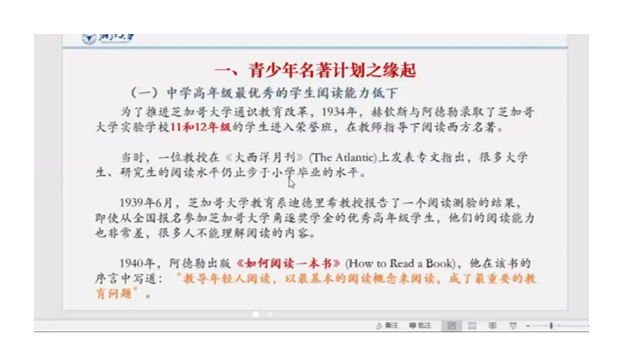 浙江大学
一、青少年名著计划之缘起
（一）中学高年级最优秀的学生阅读能力低下
为了推进芝加哥大学通识教育改革，1934年，赫钦斯与阿德勒录取了芝加哥
大学实验学校11和12年级的学生进入荣誉班，在教师指导下阅读西方名著。
当时，一位教授在《大西洋月刊》(The Atlantic)上发表专文指出，很多大学
生、研究生的阅读水平仍止步于小学毕业的水平。
1939年6月，芝加哥大学教育系迪德里希教授报告了一个阅读测验的结果，
即使从全国报名参加芝加哥大学角逐奖学金的优秀高年级学生，他们的阅读能力
也非常差，很多人不能理解阅读的内容。
1940年，阿德勒出版《如何阅读一本书》(How to Read a Book)，他在该书的
序言中写道：“教导年轻人阅读，以最基本的阅读概念来阅读，成了最重要的教
育问题”。
备注 批注